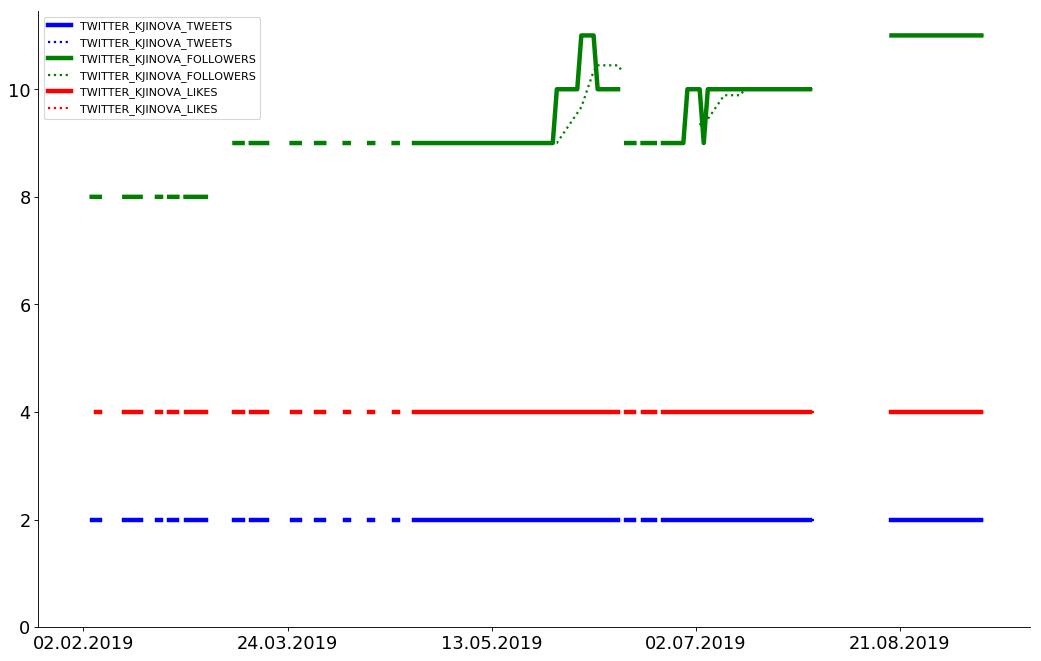 TWITTER_KJINOVA_TWEETS
TWITTER_KJINOVA_TWEETS
TWITTER_KJINOVA_FOLLOWERS
TWITTER_KJINOVA_FOLLOWERS
TWITTER_KJINOVA_LIKES
TWITTER_KJINOVA_LIKES
10
8
6
4
2
0
02.02.2019 24.03.2019 13.05.2019 02.07.2019 21.08.2019